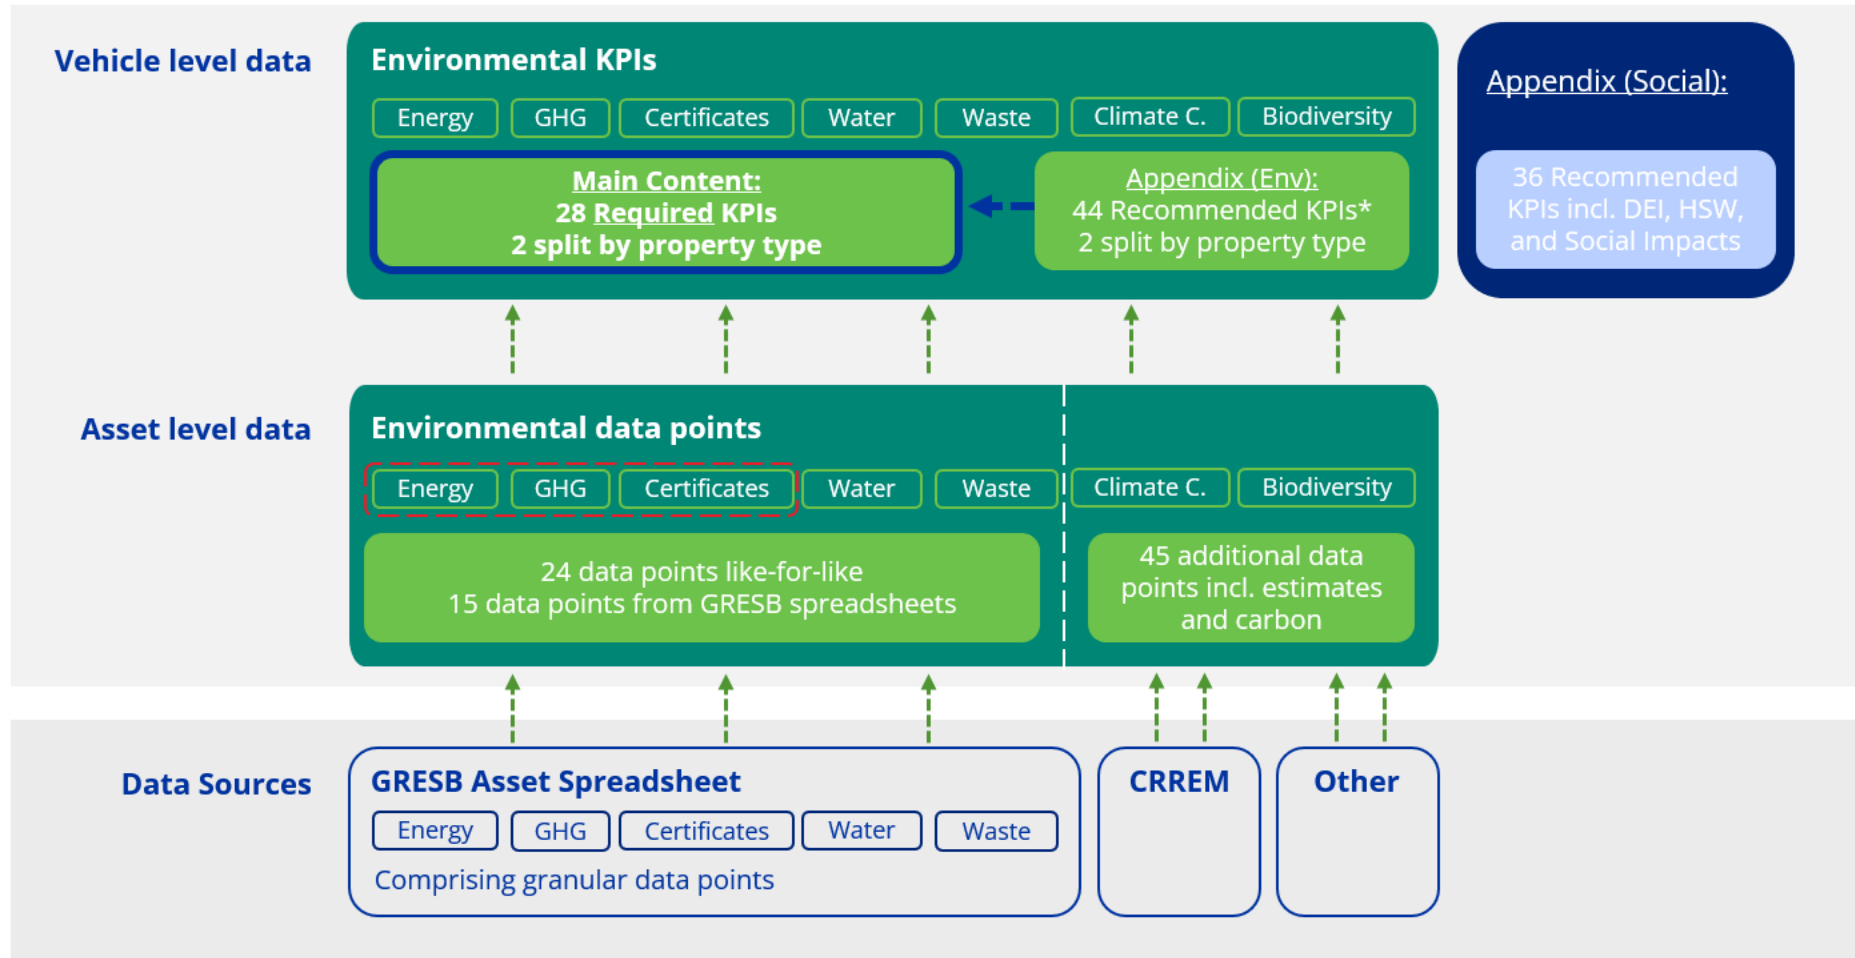 Vehicle level data
Environmental KPIs
Energy
GHG
Certificates
Water
Waste
Climate C.
Biodiversity
Main Content:
28 Required KPIs
2 split by property type
Appendix (Env):
44 Recommended KPIs*
2 split by property type
Appendix (Social):
36 Recommended
KPIs incl. DEI, HSW,
and Social Impacts
Asset level data
Environmental data points
Energy
GHG
Certificates
Water
Waste
Climate C.
Biodiversity
24 data points like-for-like
15 data points from GRESB spreadsheets
45 additional data
points incl. estimates
and carbon
Data Sources
GRESB Asset Spreadsheet
Energy
GHG
Certificates
Water
Waste
Comprising granular data points
CRREM
Other